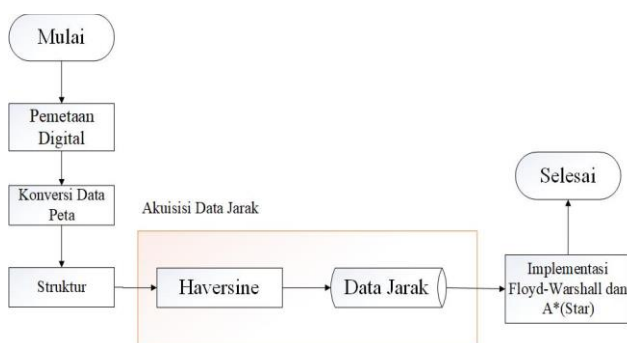 Mulai
Pemetaan
Digital
Konversi Data
Peta
Struktur
Akuisisi Data Jarak
Haversine
Data Jarak
Implementasi
Floyd-Warshall dan
A*(Star)
Selesai